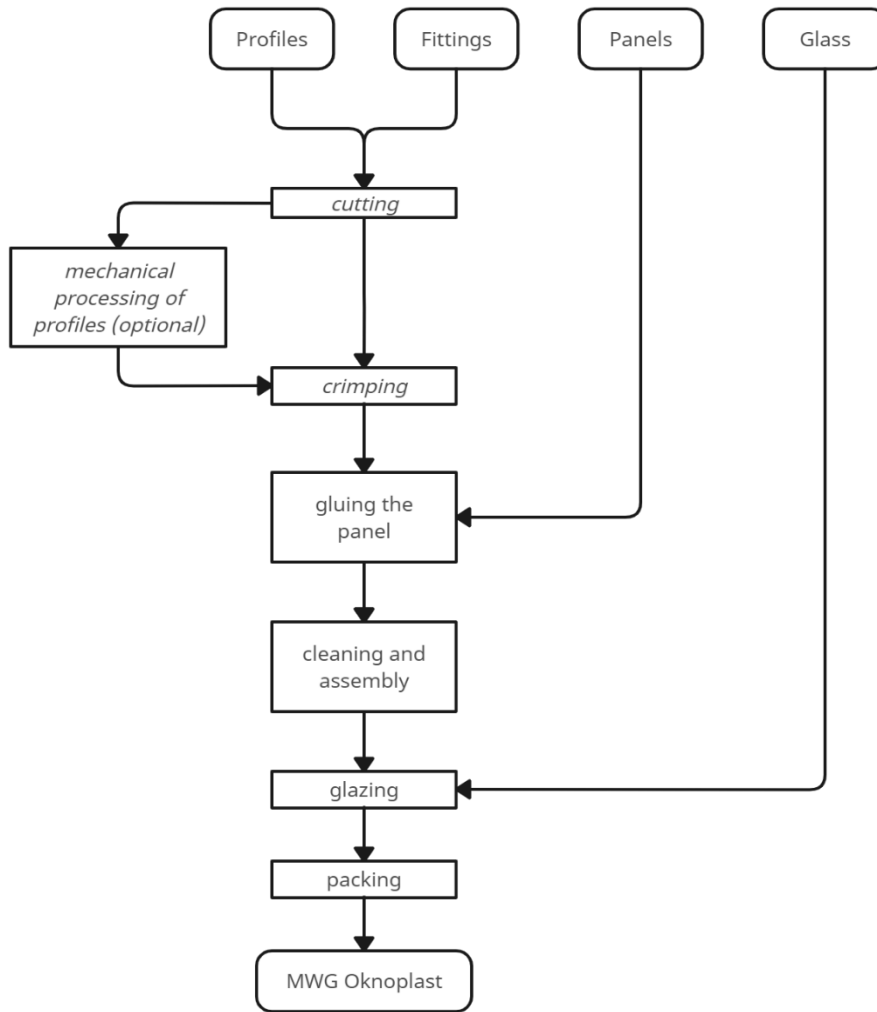 Profiles
Fittings
Panels
Glass
cutting
mechanical
processing of
profiles (optional)
crimping
gluing the
panel
cleaning and
assembly
glazing
packing
MWG Oknoplast